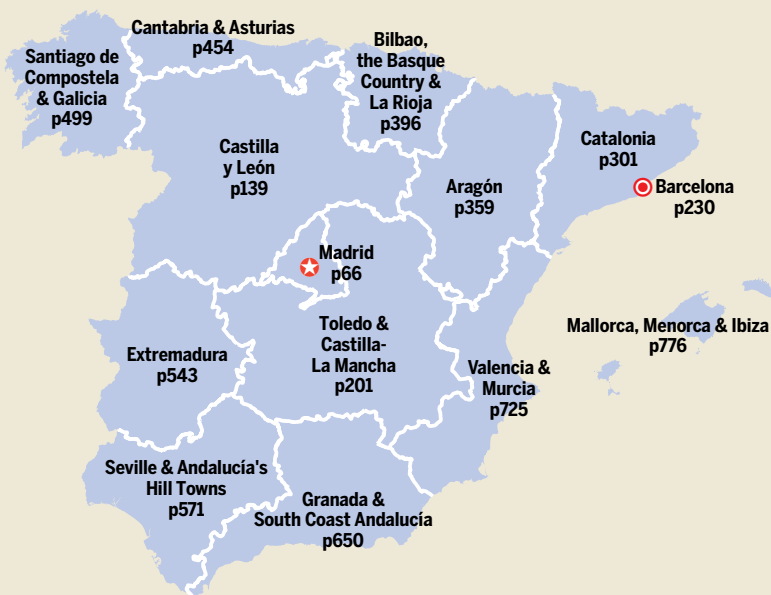 Cantabria & Asturias
p454
Bilbao,
the Basque
Country &
La Rioja
p396
Santiago de
Compostela
& Galicia
p499
Castilla
y León
p139
Catalonia
p301
Aragón
p359
Barcelona
p230
Madrid
p66
Mallorca, Menorca & Ibiza
p776
Toledo &
Castilla-
La Mancha
p201
Extremadura
p543
Valencia &
Murcia
p725
Seville & Andalucía's
Hill Towns
p571
Granada &
South Coast Andalucía
p650